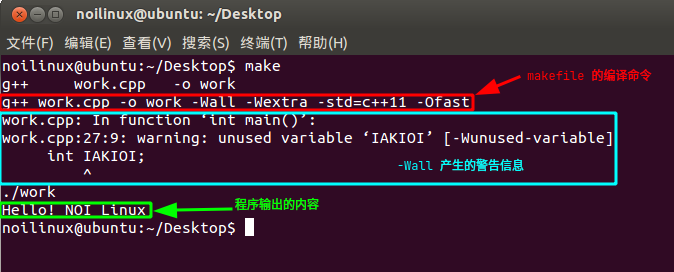 noilinux@ubuntu: ~/Desktop
文件(F) 编辑(E) 查看(V) 搜索(S) 终端(T) 帮助(H)
noilinux@ubuntu:~/Desktop$ make
g++     work.cpp   -o work
makefile 的编译命令
g++ work.cpp -o work -Wall -Wextra -std=c++11 -Ofast
work.cpp: In function ‘int main()’:
work.cpp:27:9: warning: unused variable ‘IAKIOI’ [-Wunused-variable]
     int IAKIOI;
         ^
-Wall 产生的警告信息
./work
Hello! NOI Linux
程序输出的内容
noilinux@ubuntu:~/Desktop$